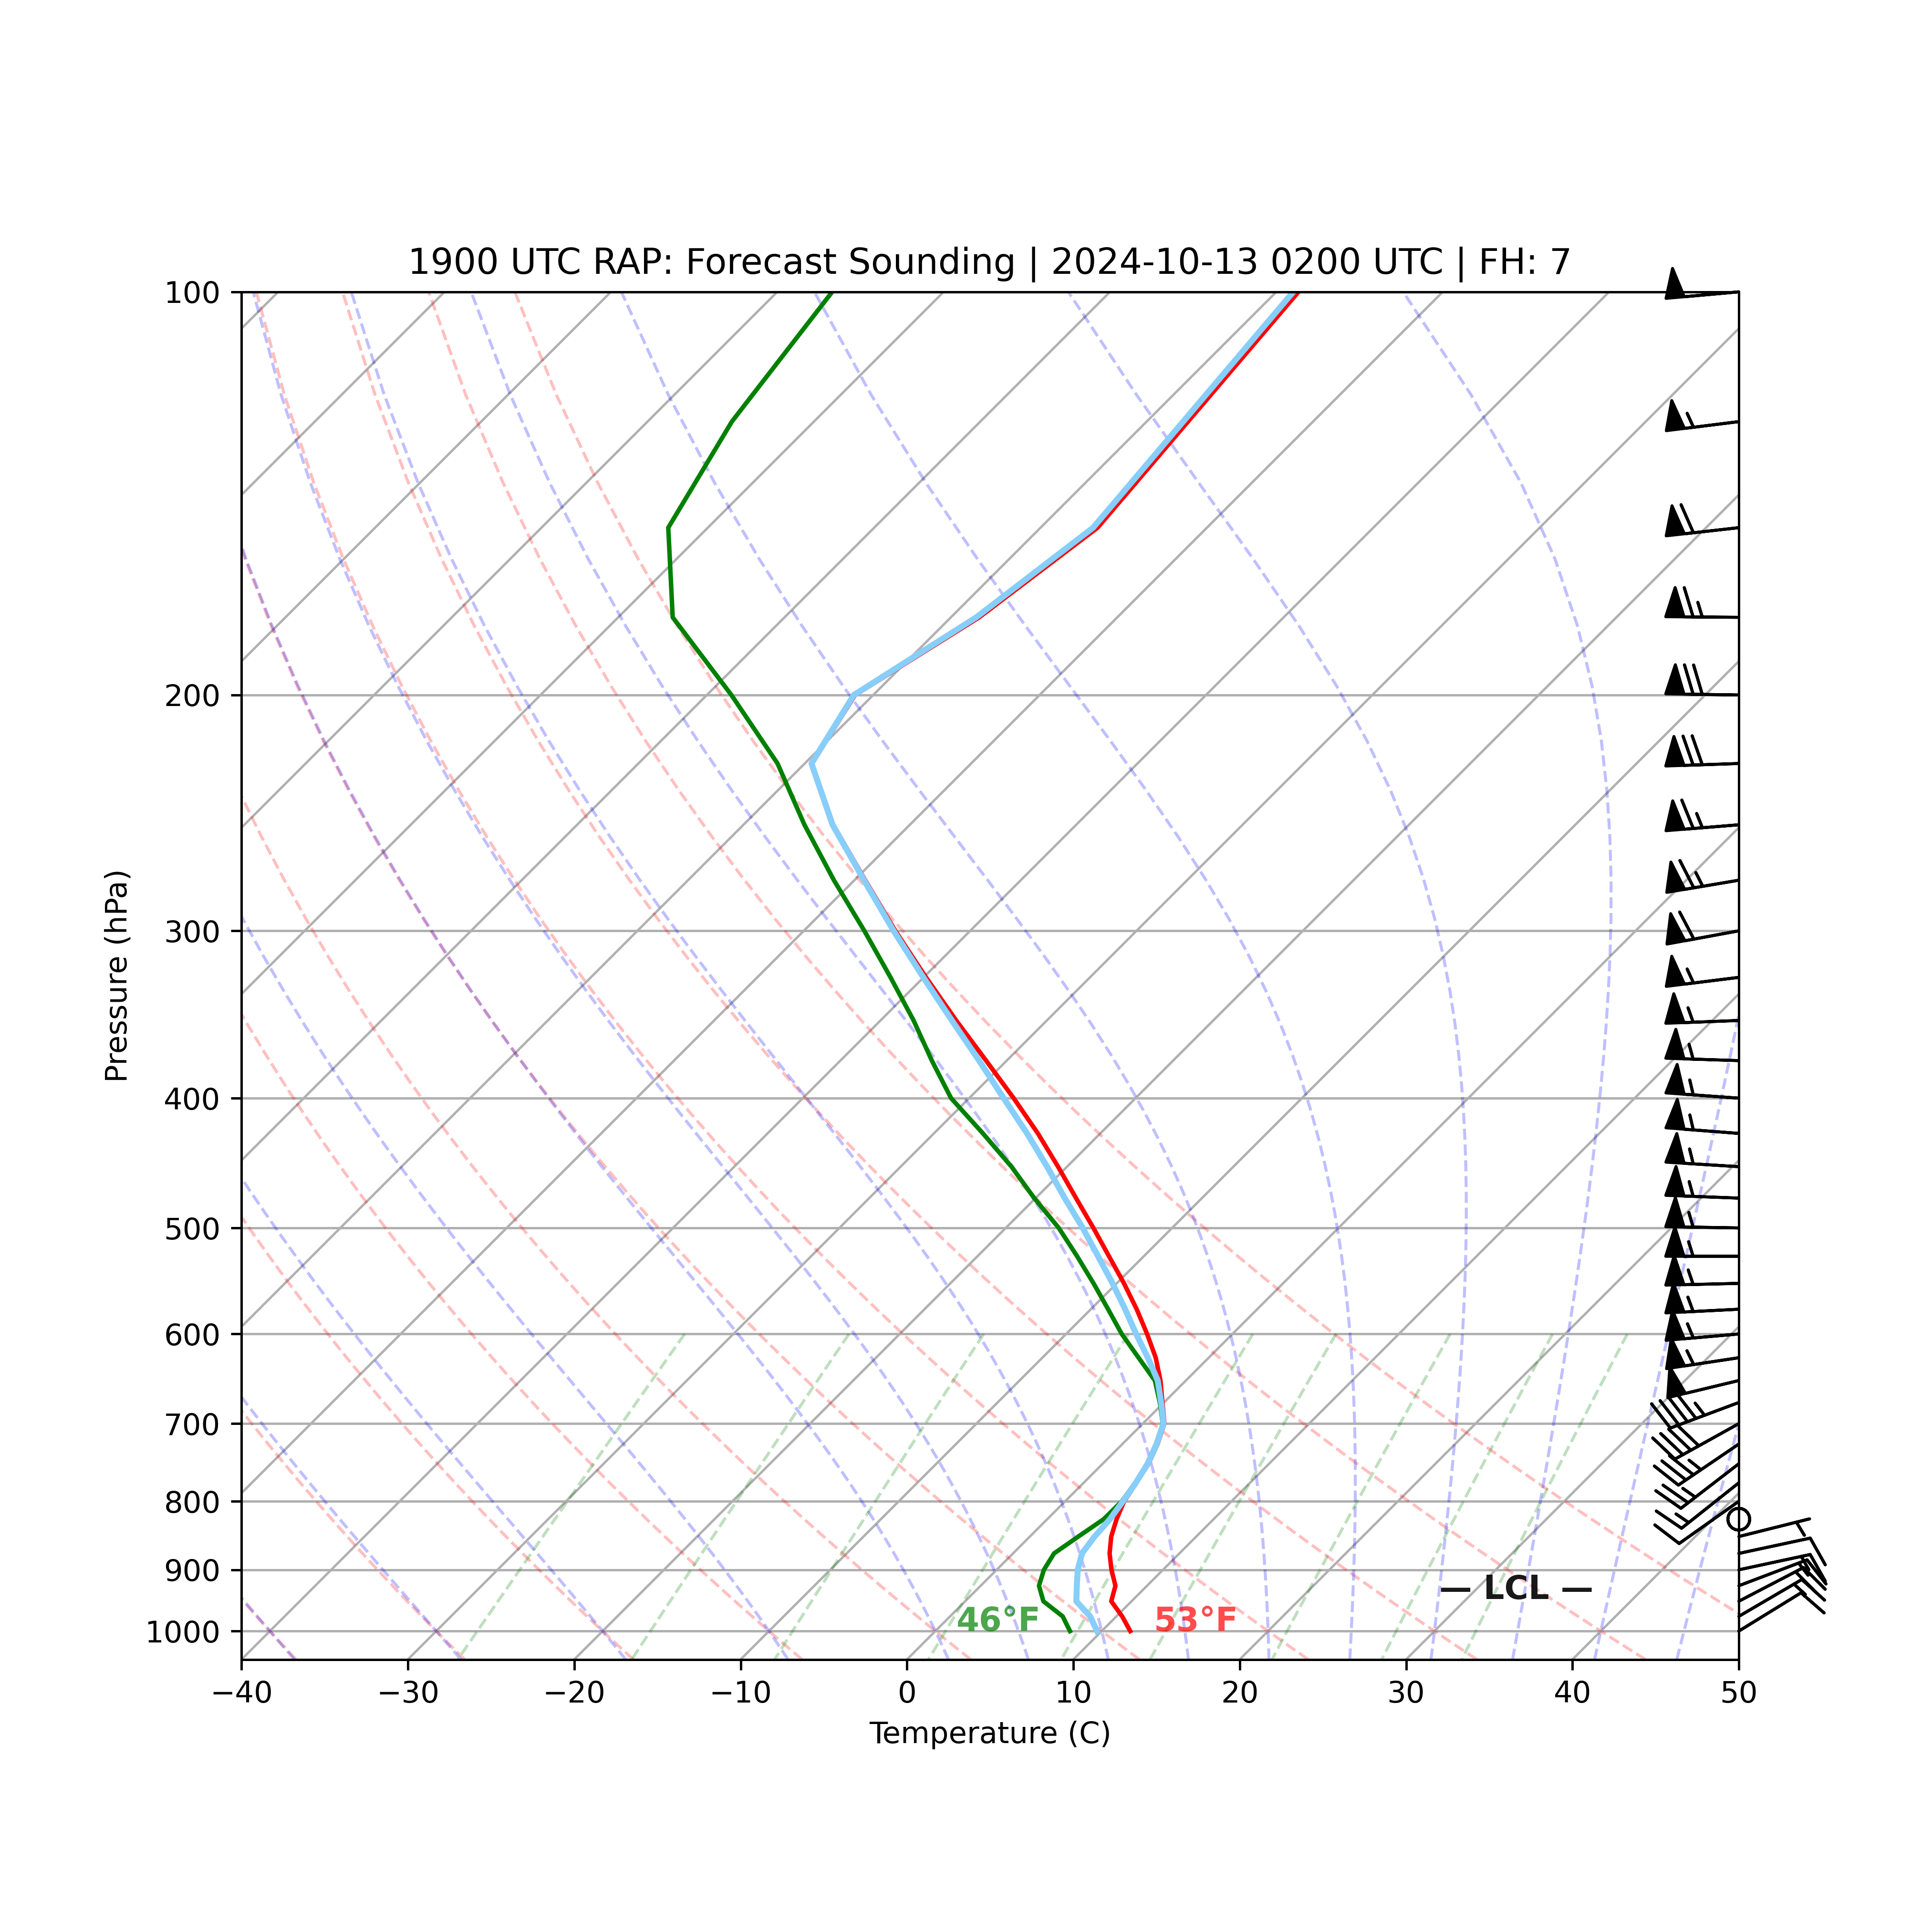 1900 UTC RAP: Forecast Sounding | 2024-10-13 0200 UTC | FH: 7
100
200
300
400
500
600
700
800
900
1000
Pressure (hPa)
— LCL —
46°F
53°F
−40 −30 −20 −10 0 10 20 30 40 50
Temperature (C)